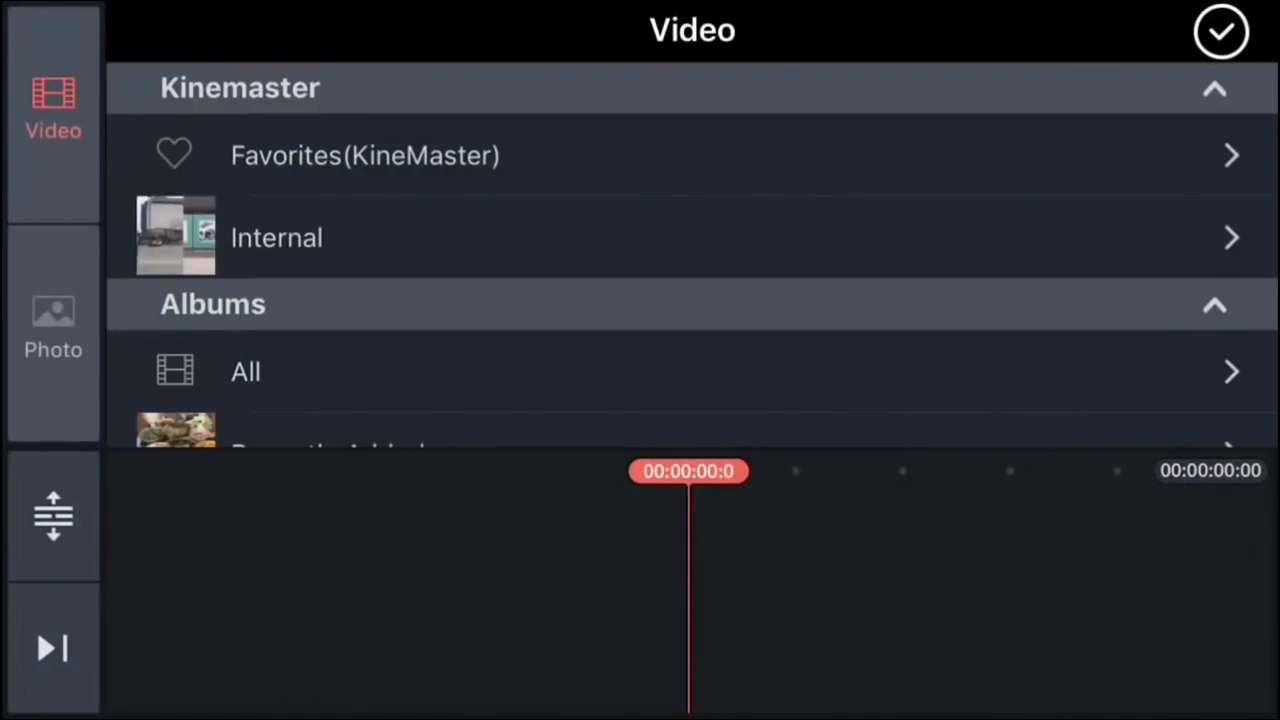 Video
Video
Kinemaster
Favorites(KineMaster)
Internal
Albums
Photo
All
00:00:00:0
00:00:00:00